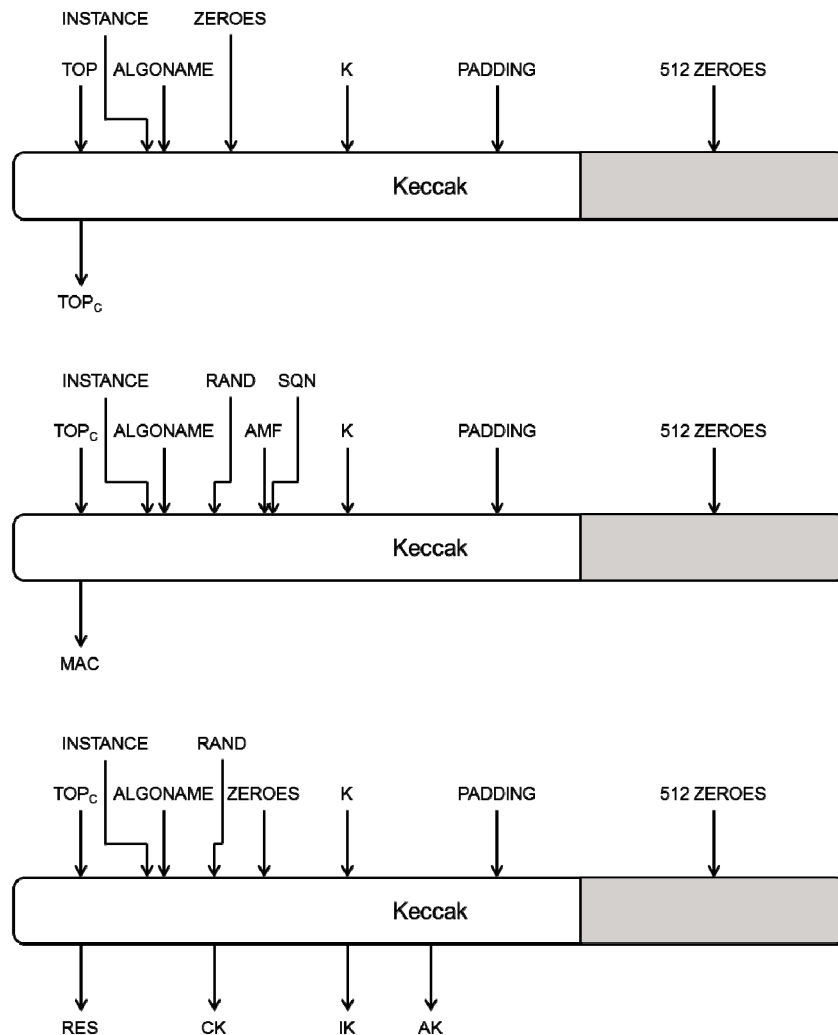 INSTANCE ZEROES
TOP ALGONAME K PADDING 512 ZEROES
Keccak
TOPC
INSTANCE RAND SQN
TOPC ALGONAME AMF K PADDING 512 ZEROES
Keccak
MAC
INSTANCE RAND
TOPC ALGONAME ZEROES K PADDING 512 ZEROES
Keccak
RES CK IK AK